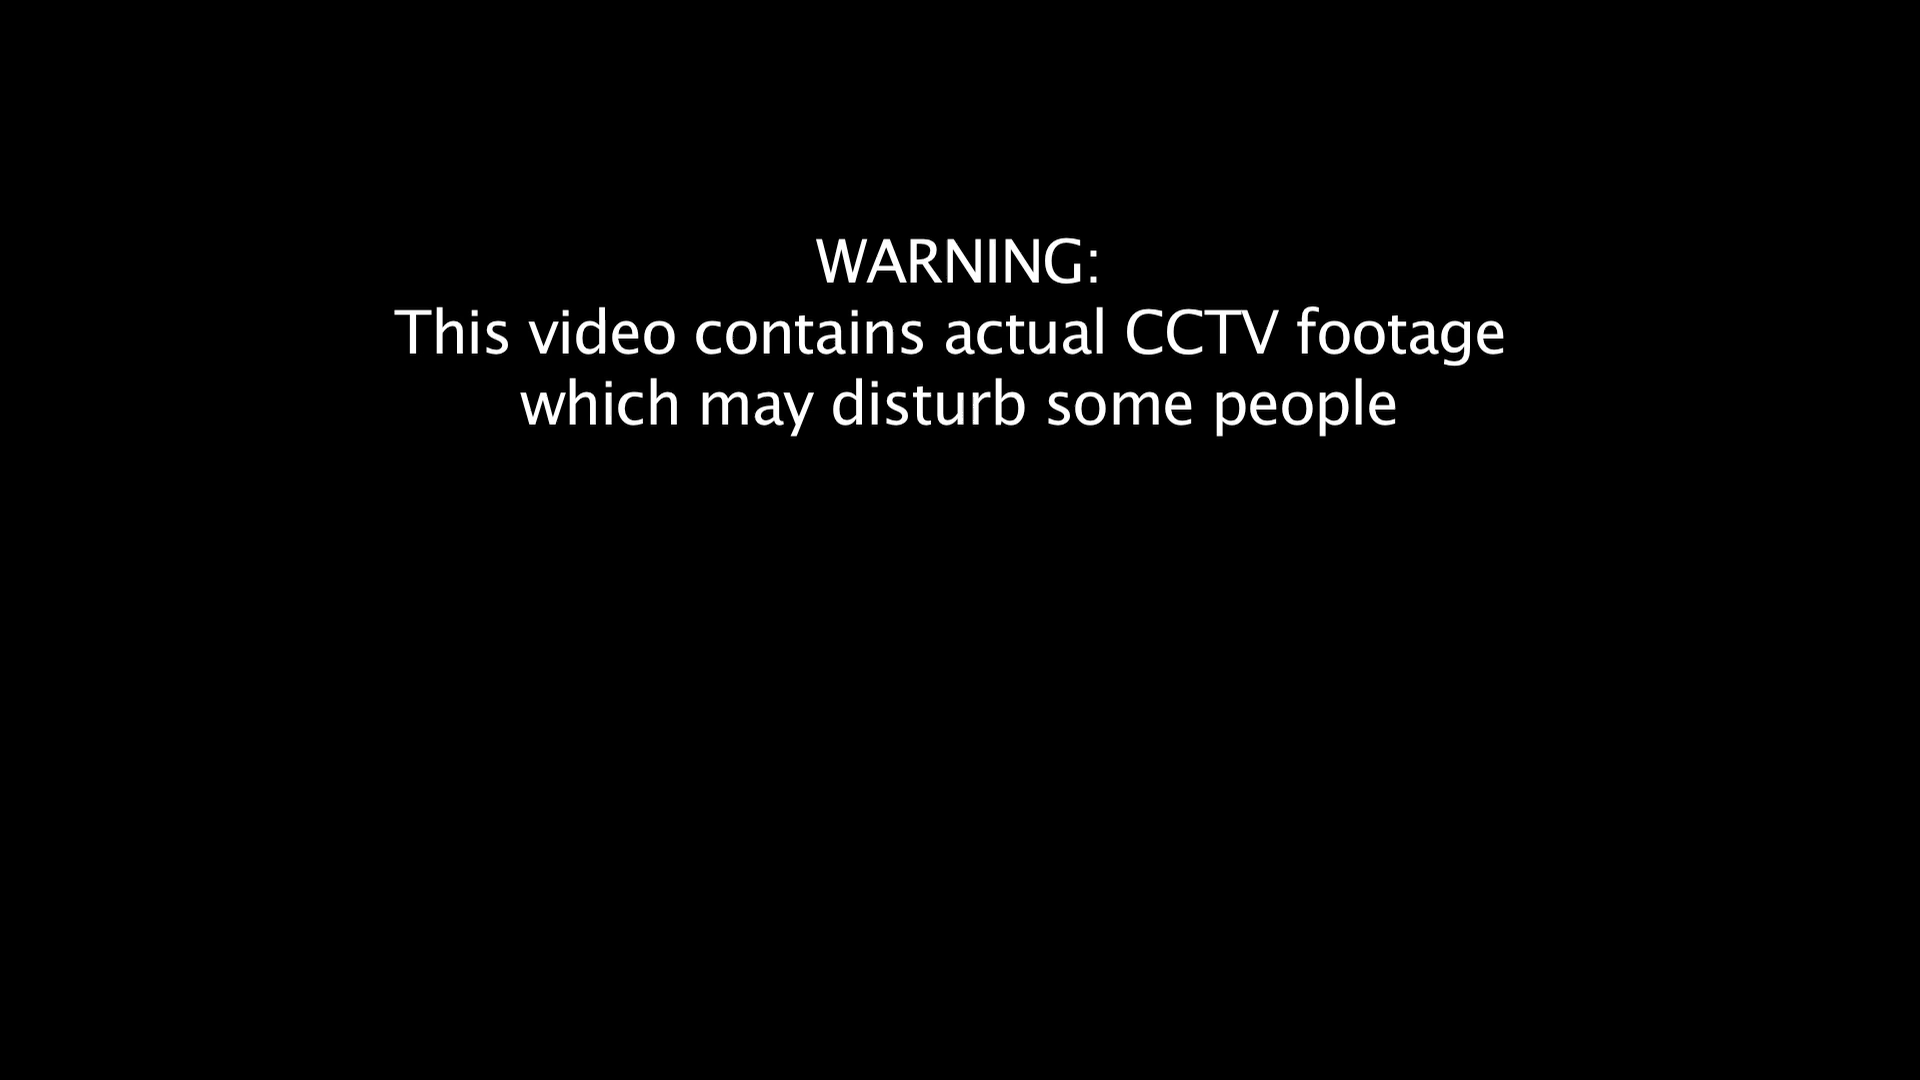 WARNING:
This video contains actual CCTV footage
which may disturb some people